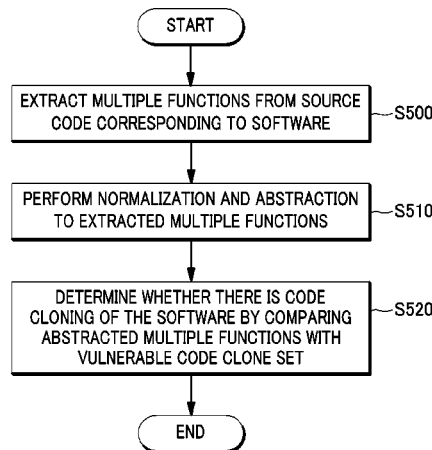 START
EXTRACT MULTIPLE FUNCTIONS FROM SOURCE
CODE CORRESPONDING TO SOFTWARE
S500
PERFORM NORMALIZATION AND ABSTRACTION
TO EXTRACTED MULTIPLE FUNCTIONS
S510
DETERMINE WHETHER THERE IS CODE
CLONING OF THE SOFTWARE BY COMPARING
ABSTRACTED MULTIPLE FUNCTIONS WITH
VULNERABLE CODE CLONE SET
S520
END